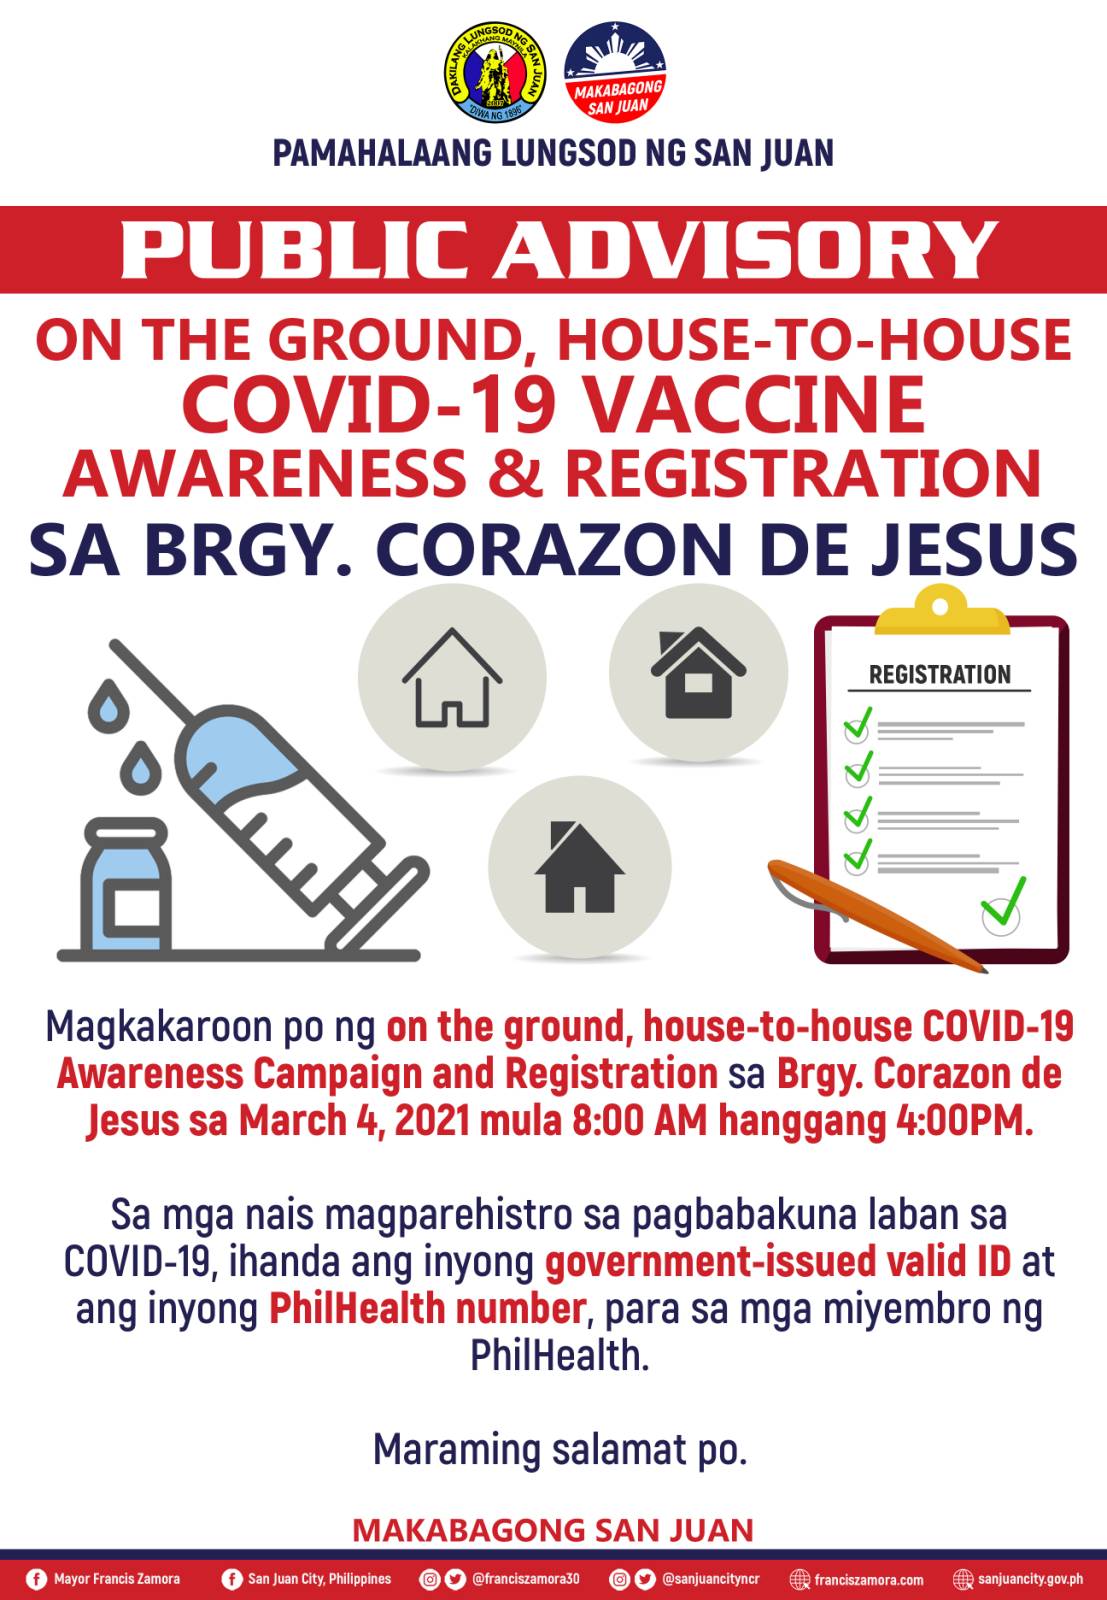 DAKILANG LUNGSOD NG SAN JUAN
KALAKHANG MAYNILA
"DIWA NG 1896"
MAKABAGONG
SAN JUAN
PAMAHALAANG LUNGSOD NG SAN JUAN
PUBLIC ADVISORY
ON THE GROUND, HOUSE-TO-HOUSE
COVID-19 VACCINE
AWARENESS & REGISTRATION
SA BRGY. CORAZON DE JESUS
REGISTRATION
Magkakaroon po ng on the ground, house-to-house COVID-19
Awareness Campaign and Registration sa Brgy. Corazon de
Jesus sa March 4, 2021 mula 8:00 AM hanggang 4:00PM.
Sa mga nais magparehistro sa pagbabakuna laban sa
COVID-19, ihanda ang inyong government-issued valid ID at
ang inyong PhilHealth number, para sa mga miyembro ng
PhilHealth.
Maraming salamat po.
MAKABAGONG SAN JUAN
Mayor Francis Zamora San Juan City, Philippines @franciszamora30 @sanjuancityncr franciszamora.com sanjuancity.gov.ph